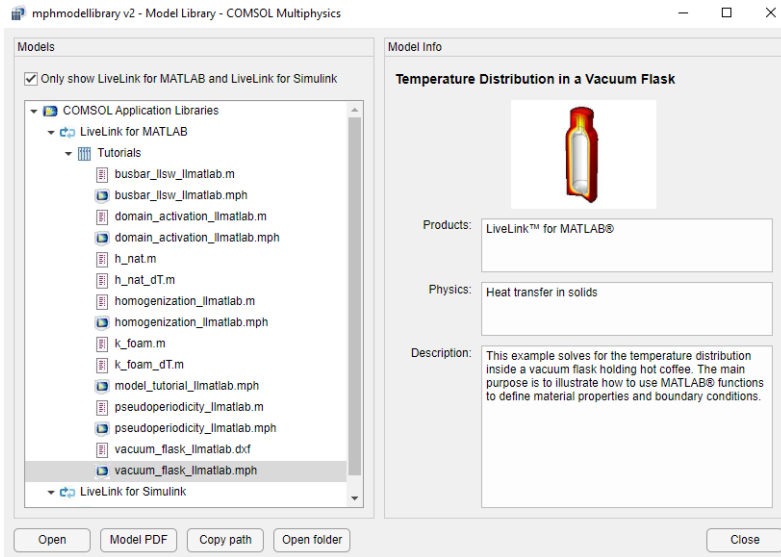 mphmodellibrary v2 - Model Library - COMSOL Multiphysics
Models
Only show LiveLink for MATLAB and LiveLink for Simulink
COMSOL Application Libraries
LiveLink for MATLAB
Tutorials
busbar_llsw_llmatlab.m
busbar_llsw_llmatlab.mph
domain_activation_llmatlab.m
domain_activation_llmatlab.mph
h_nat.m
h_nat_dT.m
homogenization_llmatlab.m
homogenization_llmatlab.mph
k_foam.m
k_foam_dT.m
model_tutorial_llmatlab.mph
pseudoperiodicity_llmatlab.m
pseudoperiodicity_llmatlab.mph
vacuum_flask_llmatlab.dxf
vacuum_flask_llmatlab.mph
LiveLink for Simulink
Model Info
Temperature Distribution in a Vacuum Flask
Products:
LiveLink™ for MATLAB®
Physics:
Heat transfer in solids
Description:
This example solves for the temperature distribution
inside a vacuum flask holding hot coffee. The main
purpose is to illustrate how to use MATLAB® functions
to define material properties and boundary conditions.
Open
Model PDF
Copy path
Open folder
Close